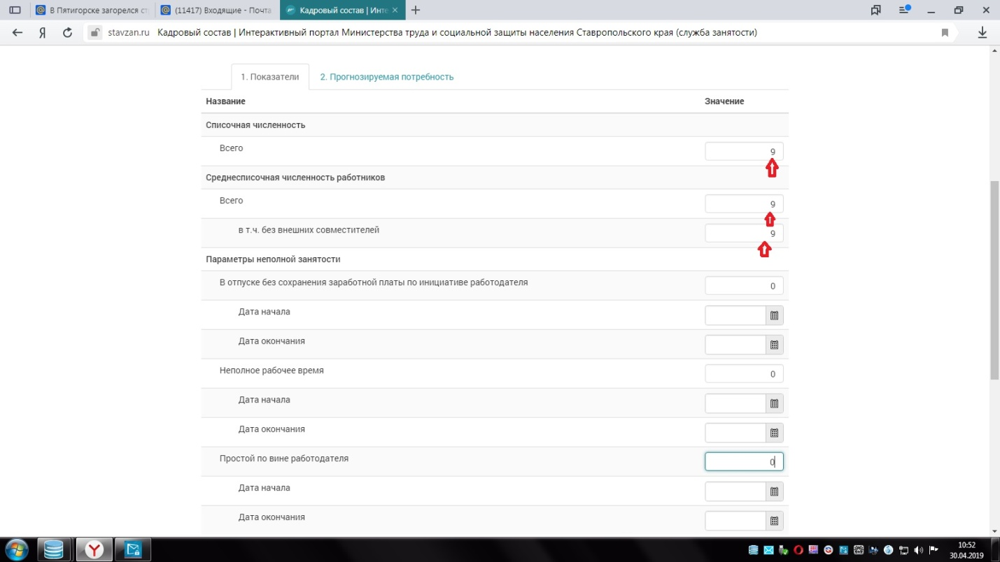 В Пятигорске загорелся ст
(11417) Входящие - Почта
Кадровый состав | Инте
stavzan.ru Кадровый состав | Интерактивный портал Министерства труда и социальной защиты населения Ставропольского края (служба занятости)
1. Показатели 2. Прогнозируемая потребность
Название Значение
Списочная численность
Всего 9
Среднесписочная численность работников
Всего 9
в т.ч. без внешних совместителей 9
Параметры неполной занятости
В отпуске без сохранения заработной платы по инициативе работодателя 0
Дата начала
Дата окончания
Неполное рабочее время 0
Дата начала
Дата окончания
Простой по вине работодателя 0
Дата начала
Дата окончания
10:52
30.04.2019